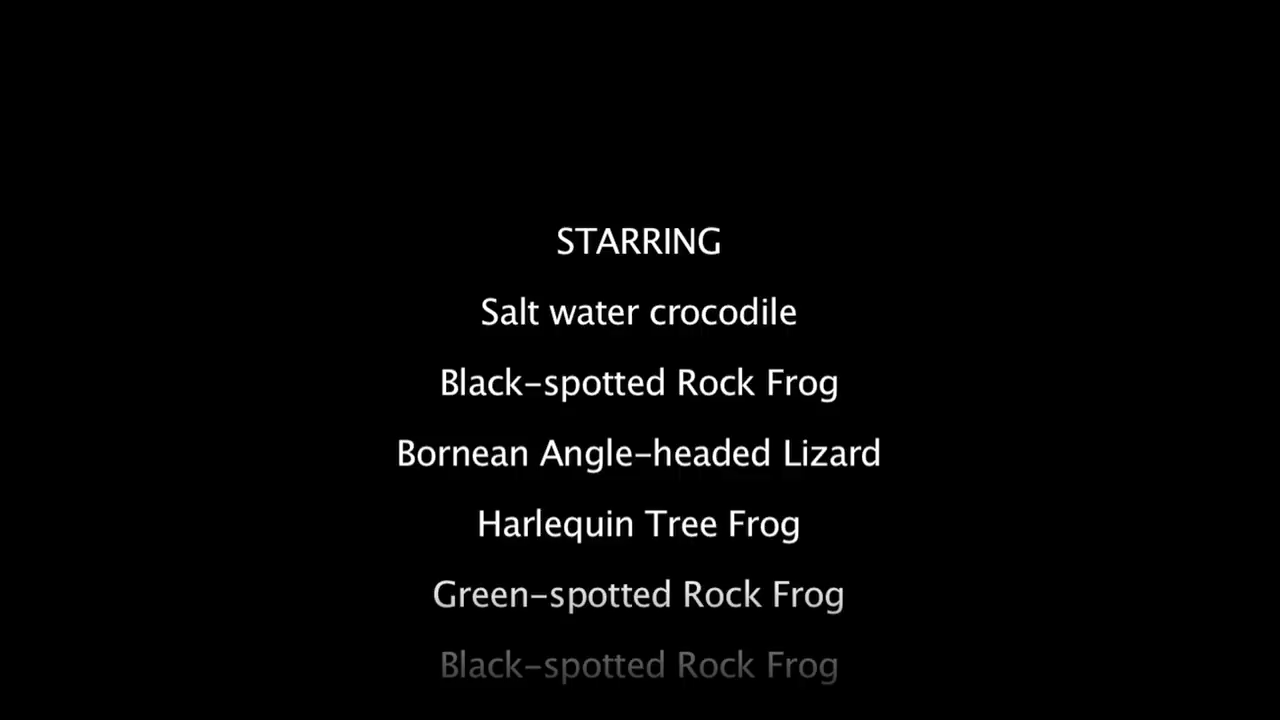 STARRING
Salt water crocodile
Black-spotted Rock Frog
Bornean Angle-headed Lizard
Harlequin Tree Frog
Green-spotted Rock Frog
Black-spotted Rock Frog